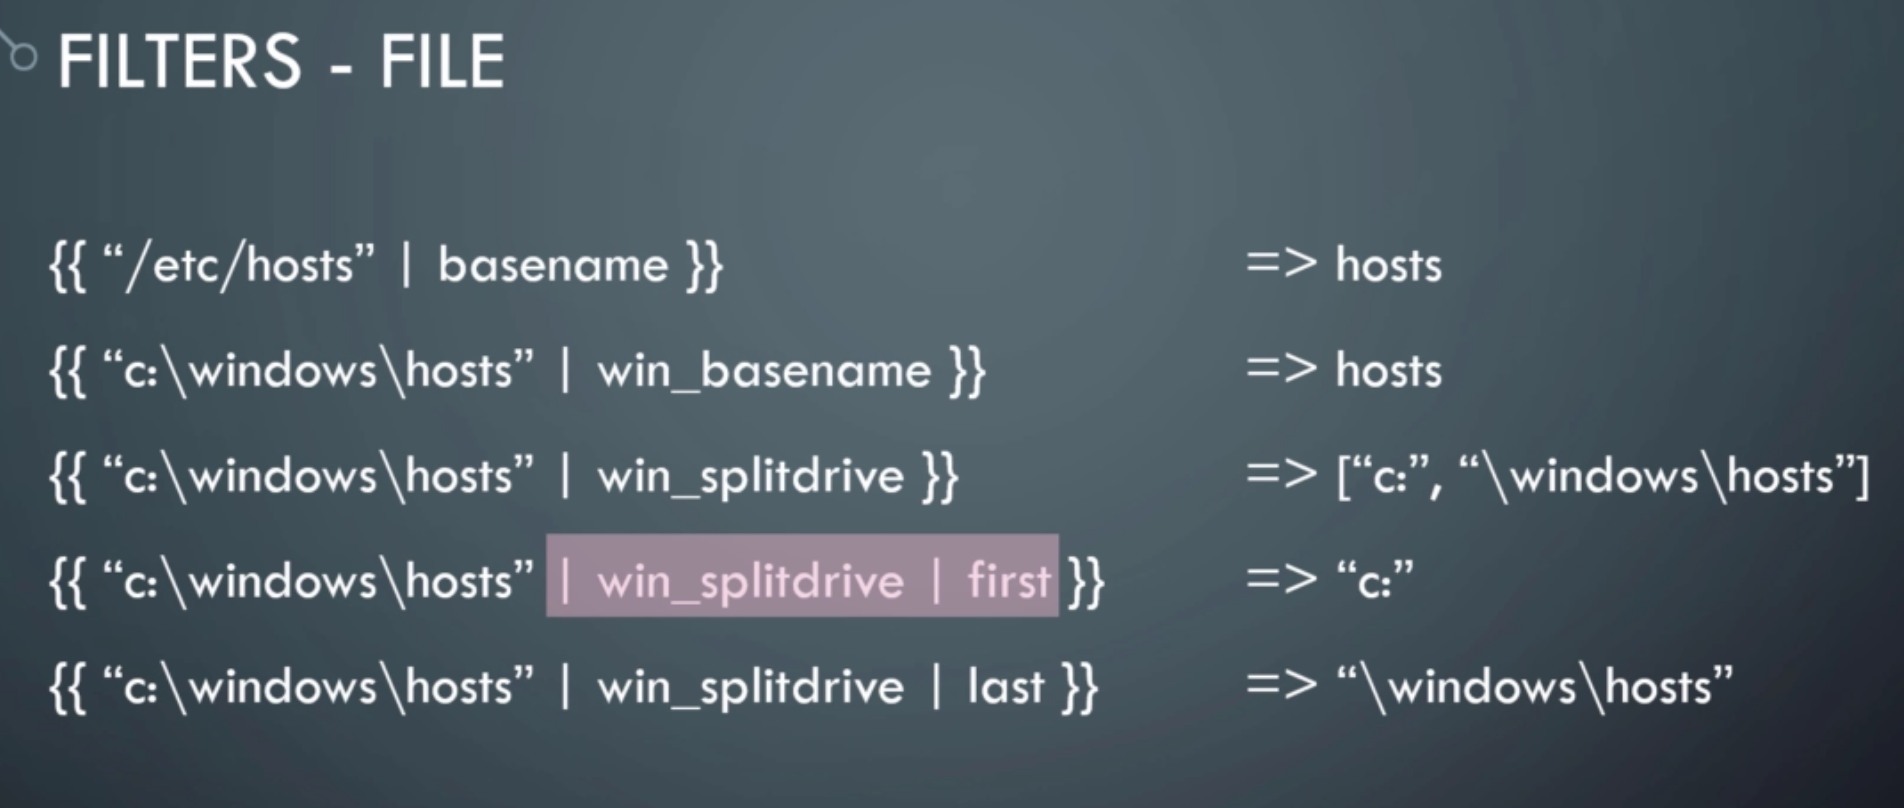 FILTERS - FILE
{{ “/etc/hosts” | basename }} => hosts
{{ “c:\windows\hosts” | win_basename }} => hosts
{{ “c:\windows\hosts” | win_splitdrive }} => [“c:”, “\windows\hosts”]
{{ “c:\windows\hosts” | win_splitdrive | first }} => “c:”
{{ “c:\windows\hosts” | win_splitdrive | last }} => “\windows\hosts”